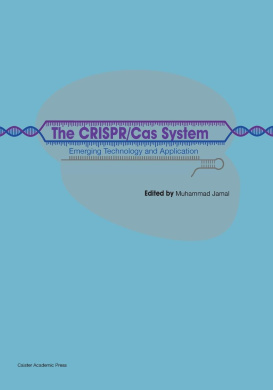 The CRISPR/Cas System
Emerging Technology and Application
Edited by Muhammad Jamal
Caister Academic Press